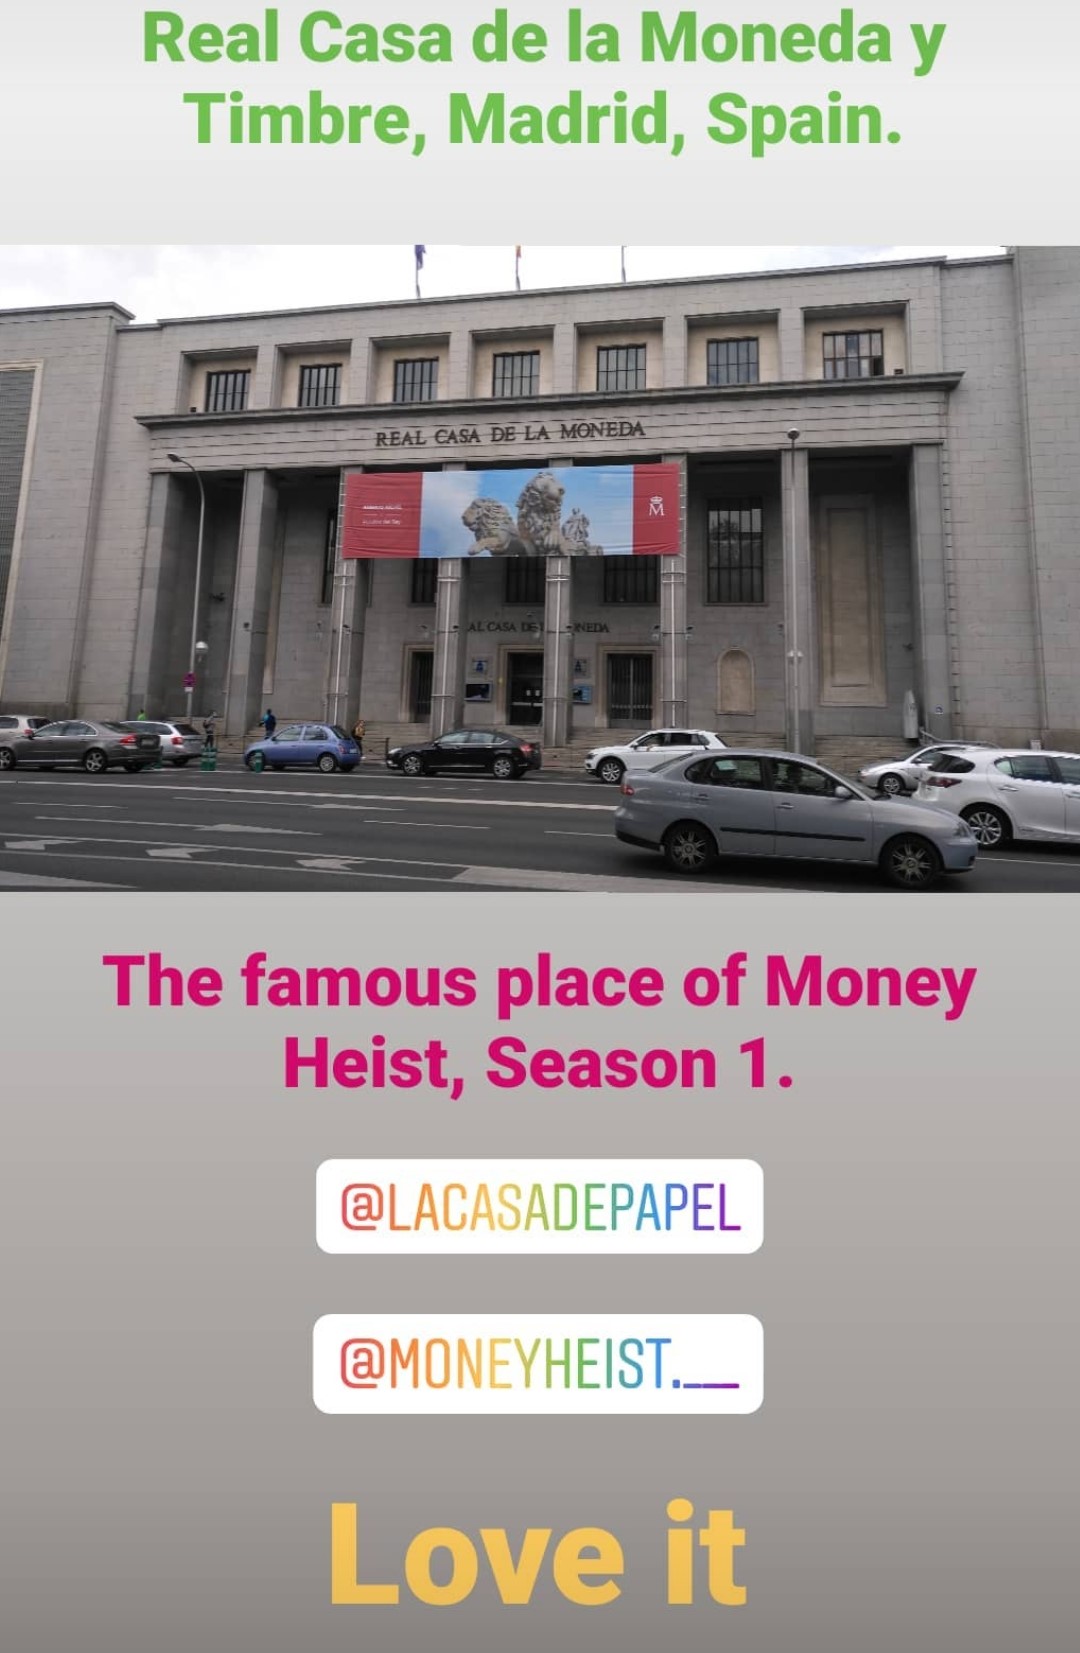 Real Casa de la Moneda y
Timbre, Madrid, Spain.
REAL CASA DE LA MONEDA
M
The famous place of Money
Heist, Season 1.
@LACASADEPAPEL
@MONEYHEIST.___
Love it